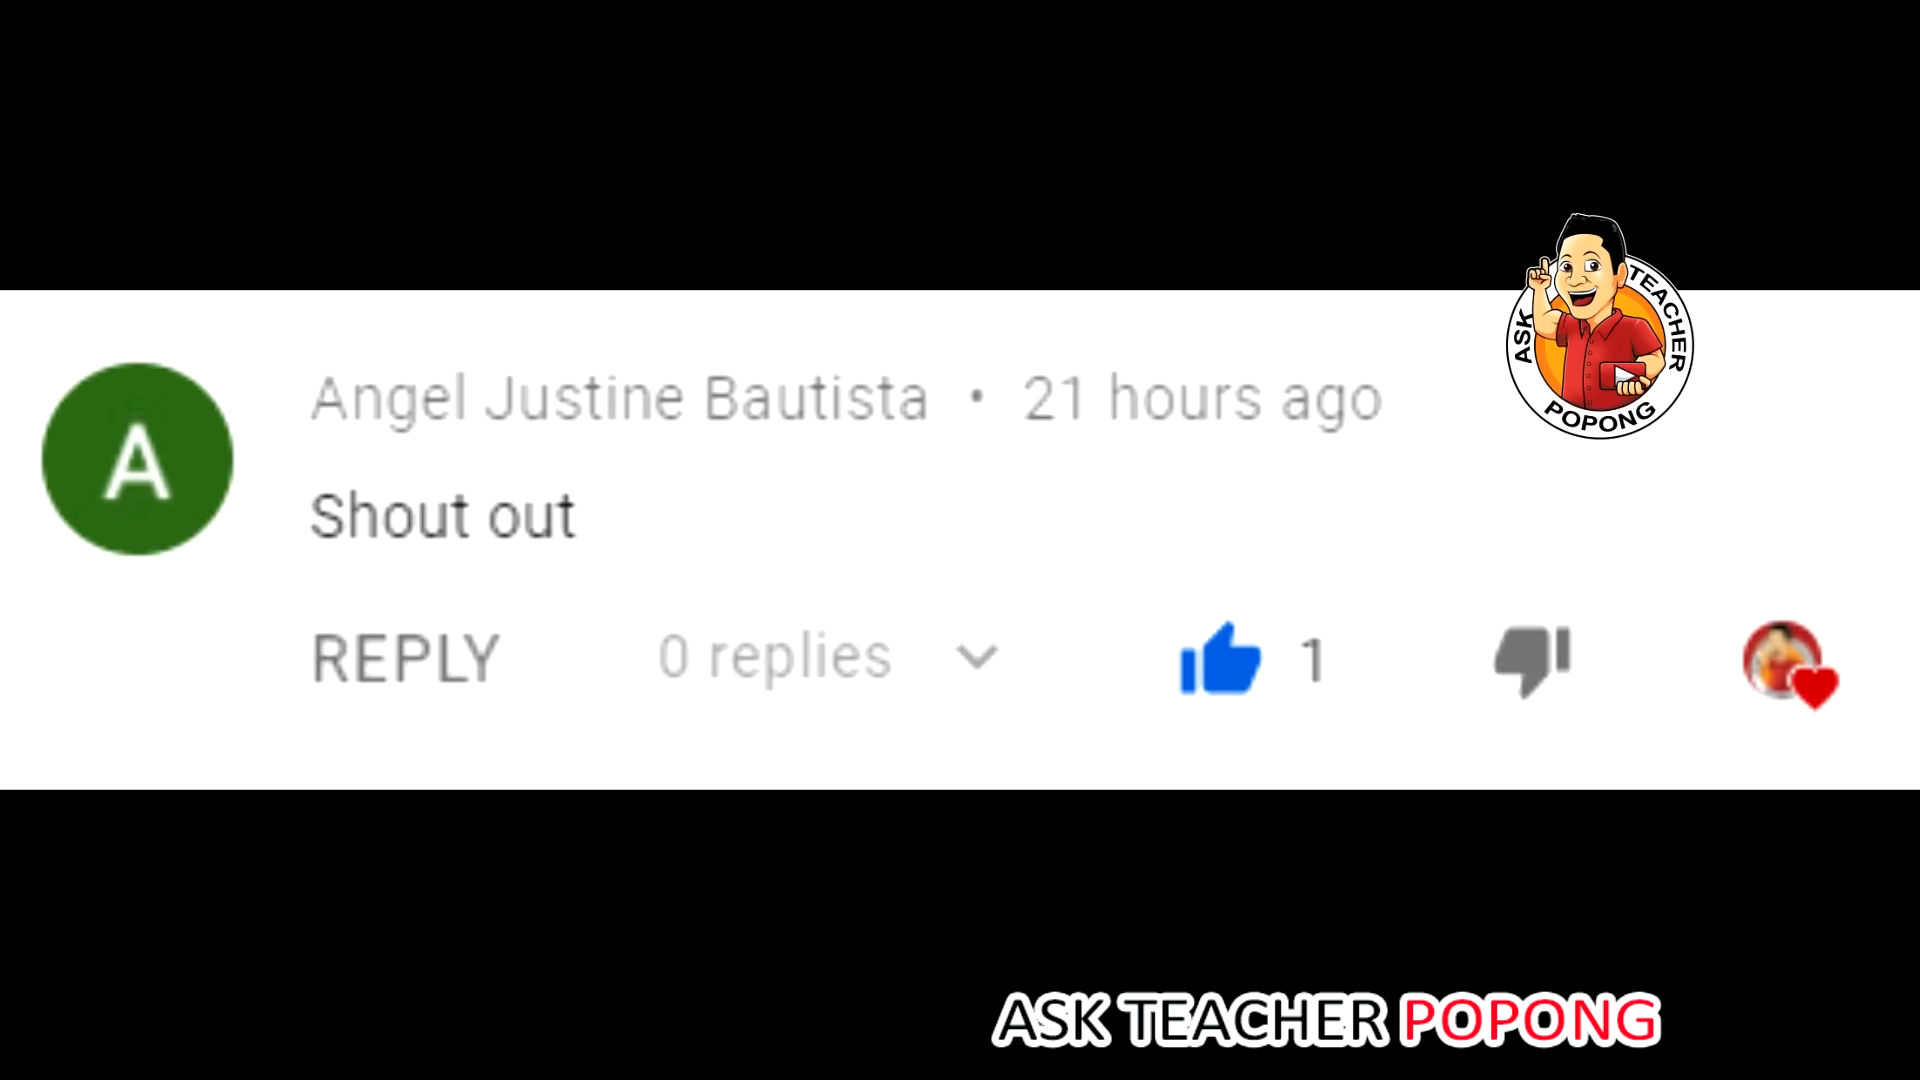 ASK TEACHER POPONG
A
Angel Justine Bautista • 21 hours ago
Shout out
REPLY 0 replies 1
ASK TEACHER POPONG